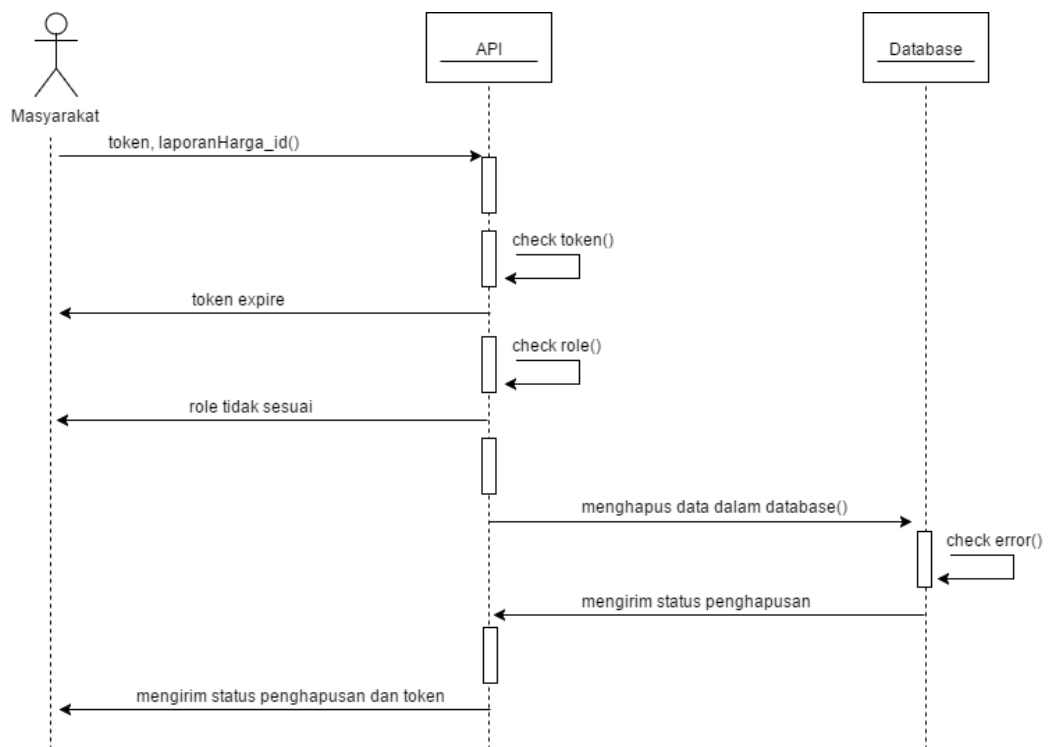 API
Database
Masyarakat
token, laporanHarga_id()
check token()
token expire
check role()
role tidak sesuai
menghapus data dalam database()
check error()
mengirim status penghapusan
mengirim status penghapusan dan token